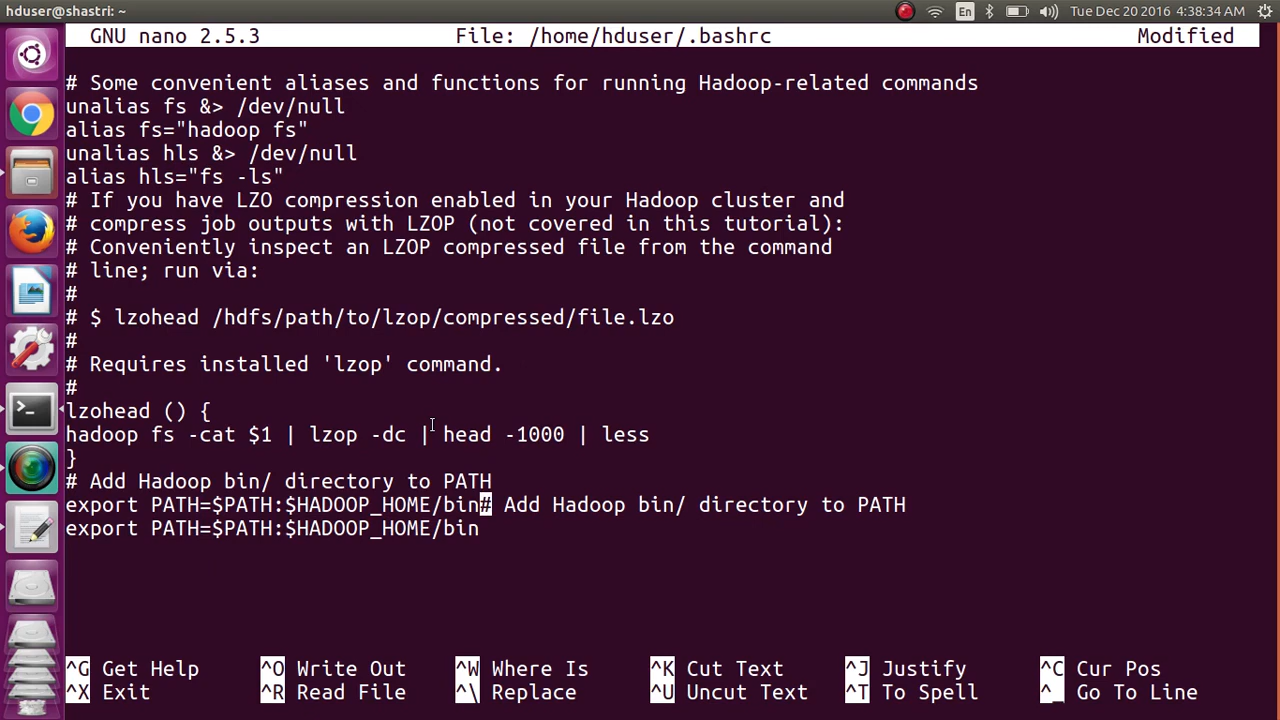 hduser@shastri: ~
En
Tue Dec 20 2016 4:38:34 AM
GNU nano 2.5.3 File: /home/hduser/.bashrc Modified
# Some convenient aliases and functions for running Hadoop-related commands
unalias fs &> /dev/null
alias fs="hadoop fs"
unalias hls &> /dev/null
alias hls="fs -ls"
# If you have LZO compression enabled in your Hadoop cluster and
# compress job outputs with LZOP (not covered in this tutorial):
# Conveniently inspect an LZOP compressed file from the command
# line; run via:
#
# $ lzohead /hdfs/path/to/lzop/compressed/file.lzo
#
# Requires installed 'lzop' command.
#
lzohead () {
hadoop fs -cat $1 | lzop -dc | head -1000 | less
}
# Add Hadoop bin/ directory to PATH
export PATH=$PATH:$HADOOP_HOME/bin# Add Hadoop bin/ directory to PATH
export PATH=$PATH:$HADOOP_HOME/bin
^G Get Help ^O Write Out ^W Where Is ^K Cut Text ^J Justify ^C Cur Pos
^X Exit ^R Read File ^\ Replace ^U Uncut Text ^T To Spell ^_ Go To Line